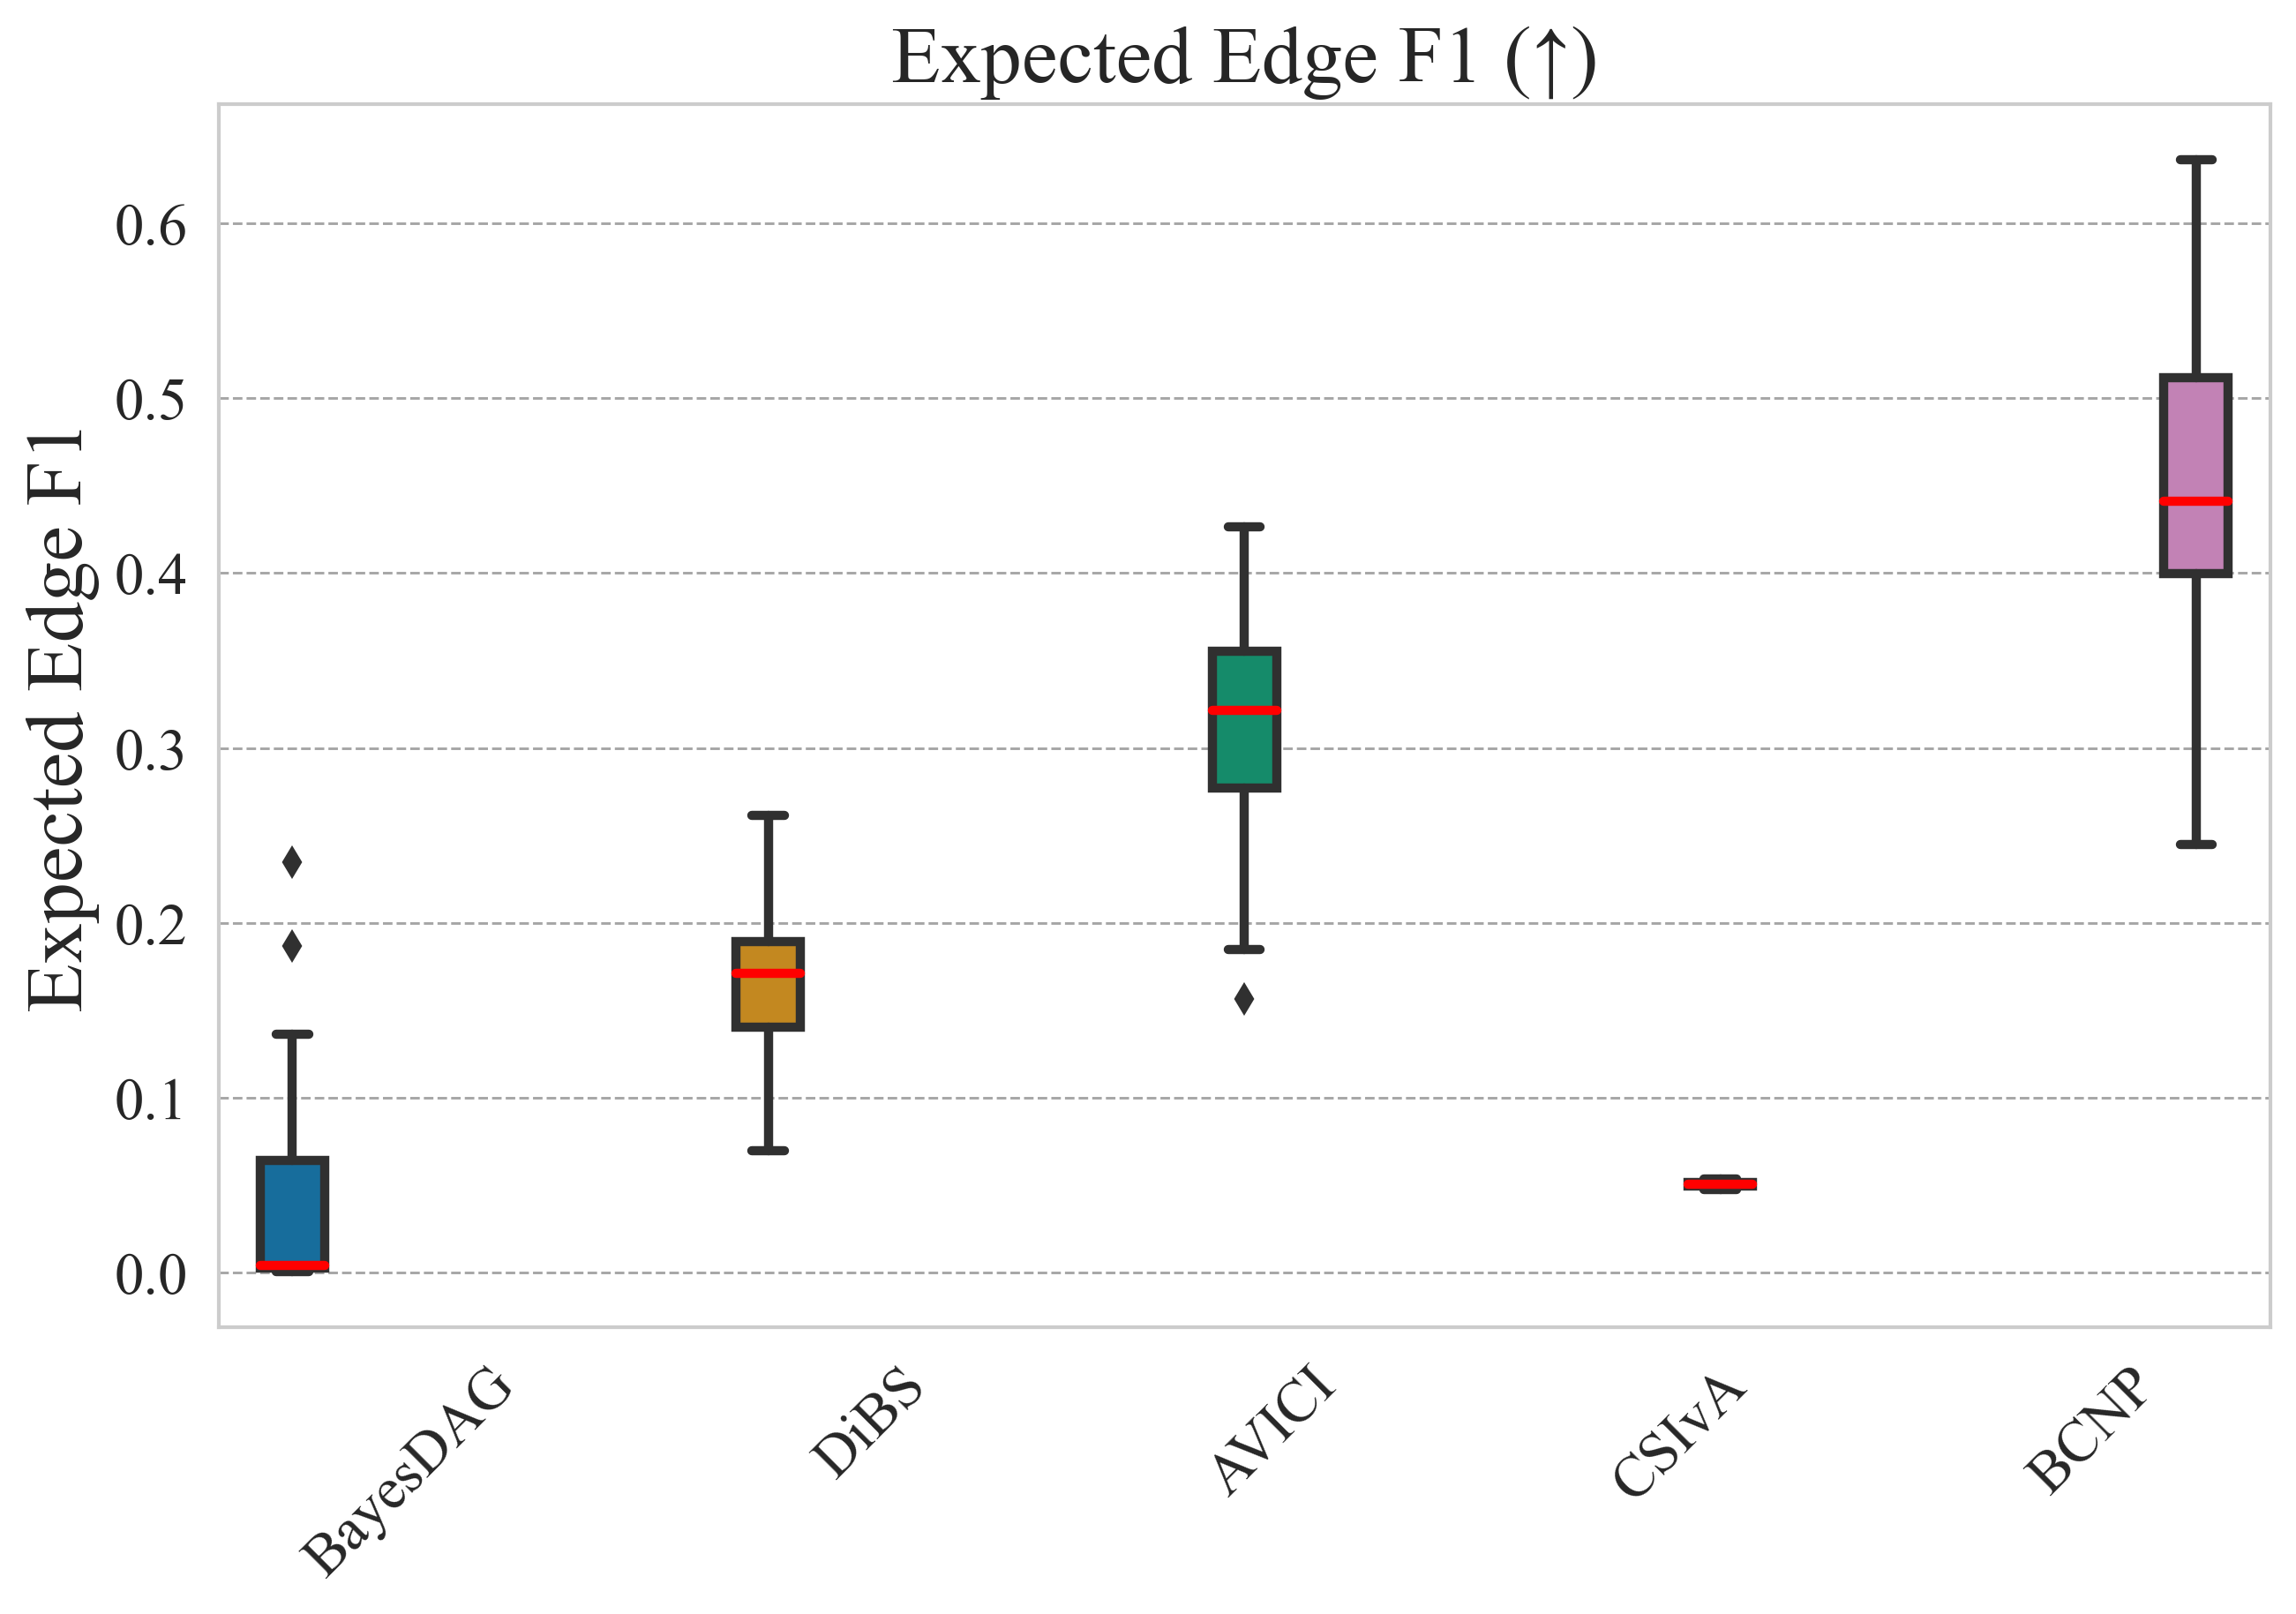 Expected Edge F1 (↑)
Expected Edge F1
0.6
0.5
0.4
0.3
0.2
0.1
0.0
BayesDAG
DiBS
AVICI
CSIvA
BCNP